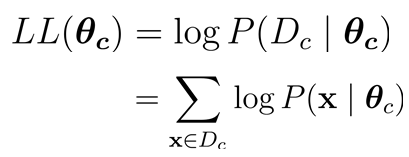 LL(θ_c) = log P(D_c | θ_c)
= ∑_{x∈D_c} log P(x | θ_c)